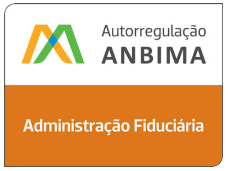 Autorregulação
ANBIMA
Administração Fiduciária